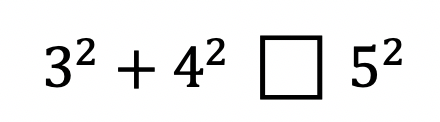 3² + 4² □ 5²